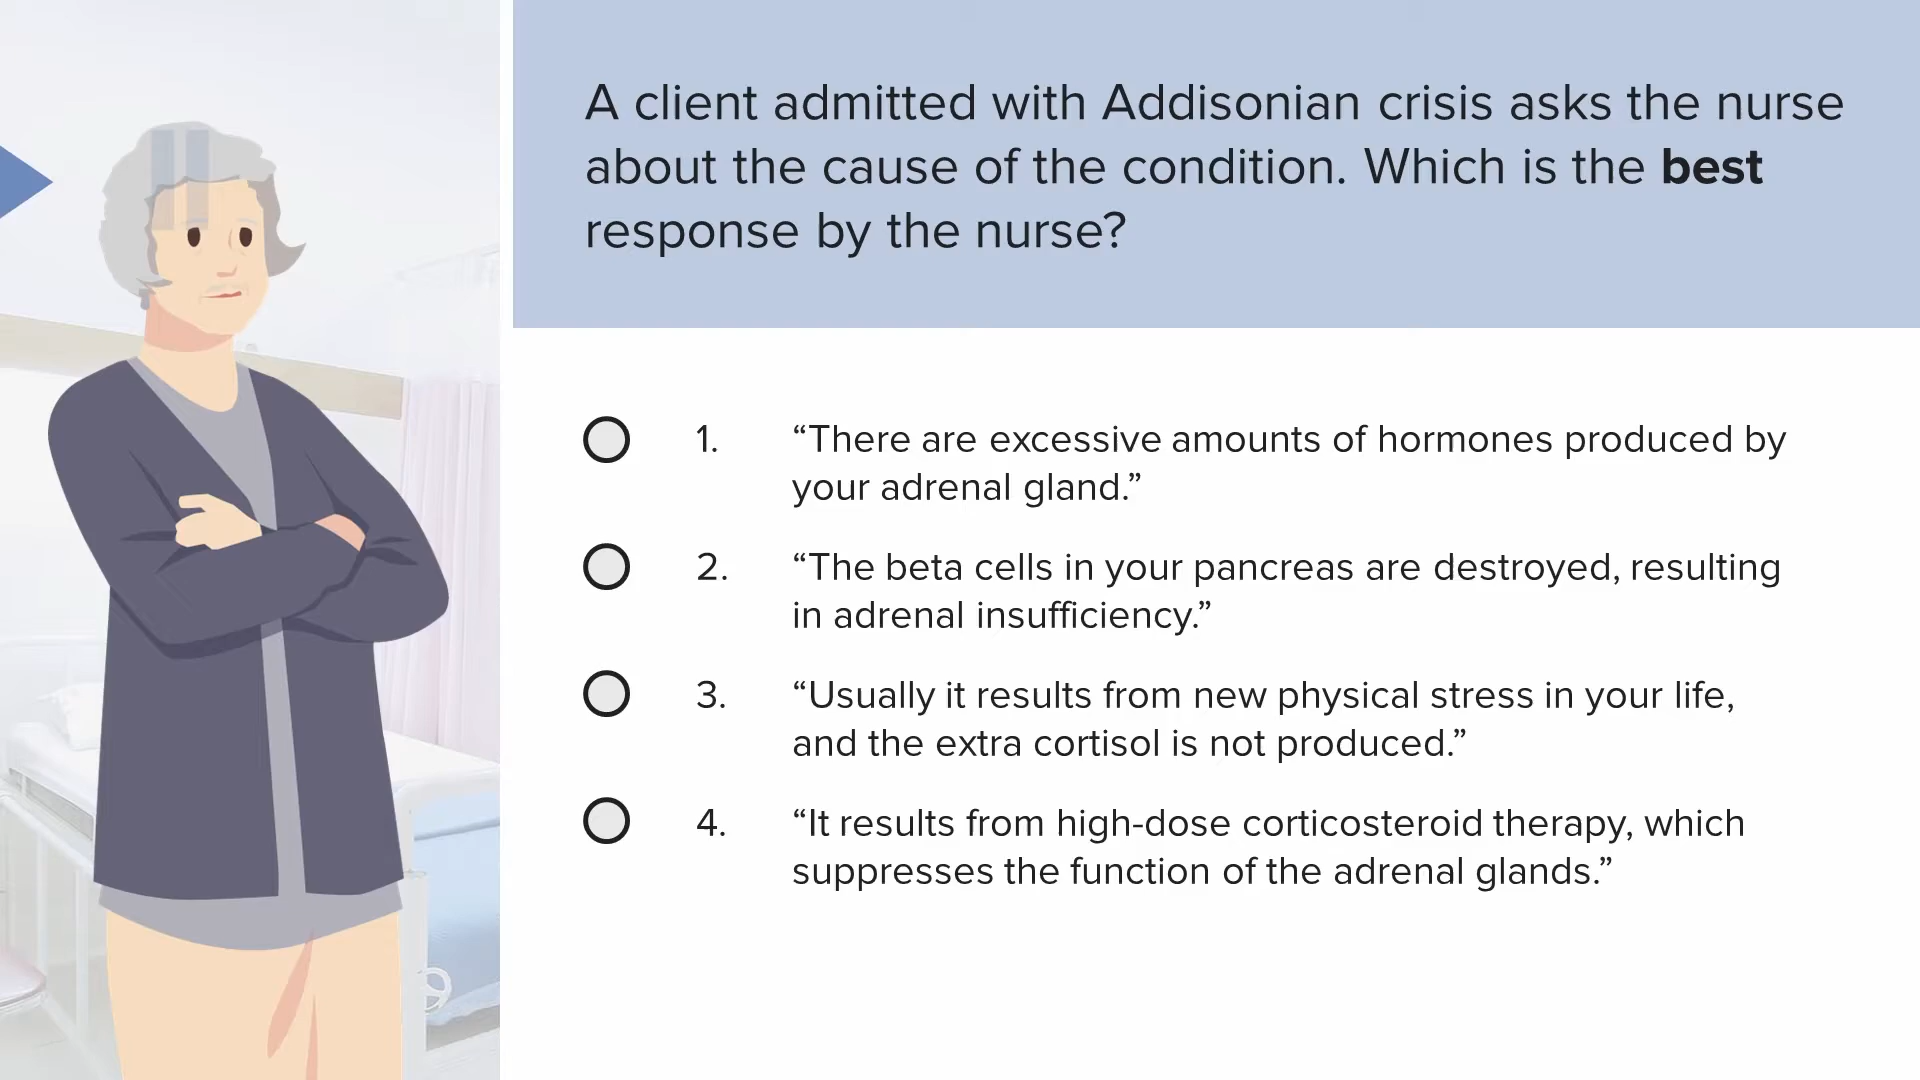 A client admitted with Addisonian crisis asks the nurse
about the cause of the condition. Which is the best
response by the nurse?
1. “There are excessive amounts of hormones produced by
your adrenal gland.”
2. “The beta cells in your pancreas are destroyed, resulting
in adrenal insufficiency.”
3. “Usually it results from new physical stress in your life,
and the extra cortisol is not produced.”
4. “It results from high-dose corticosteroid therapy, which
suppresses the function of the adrenal glands.”